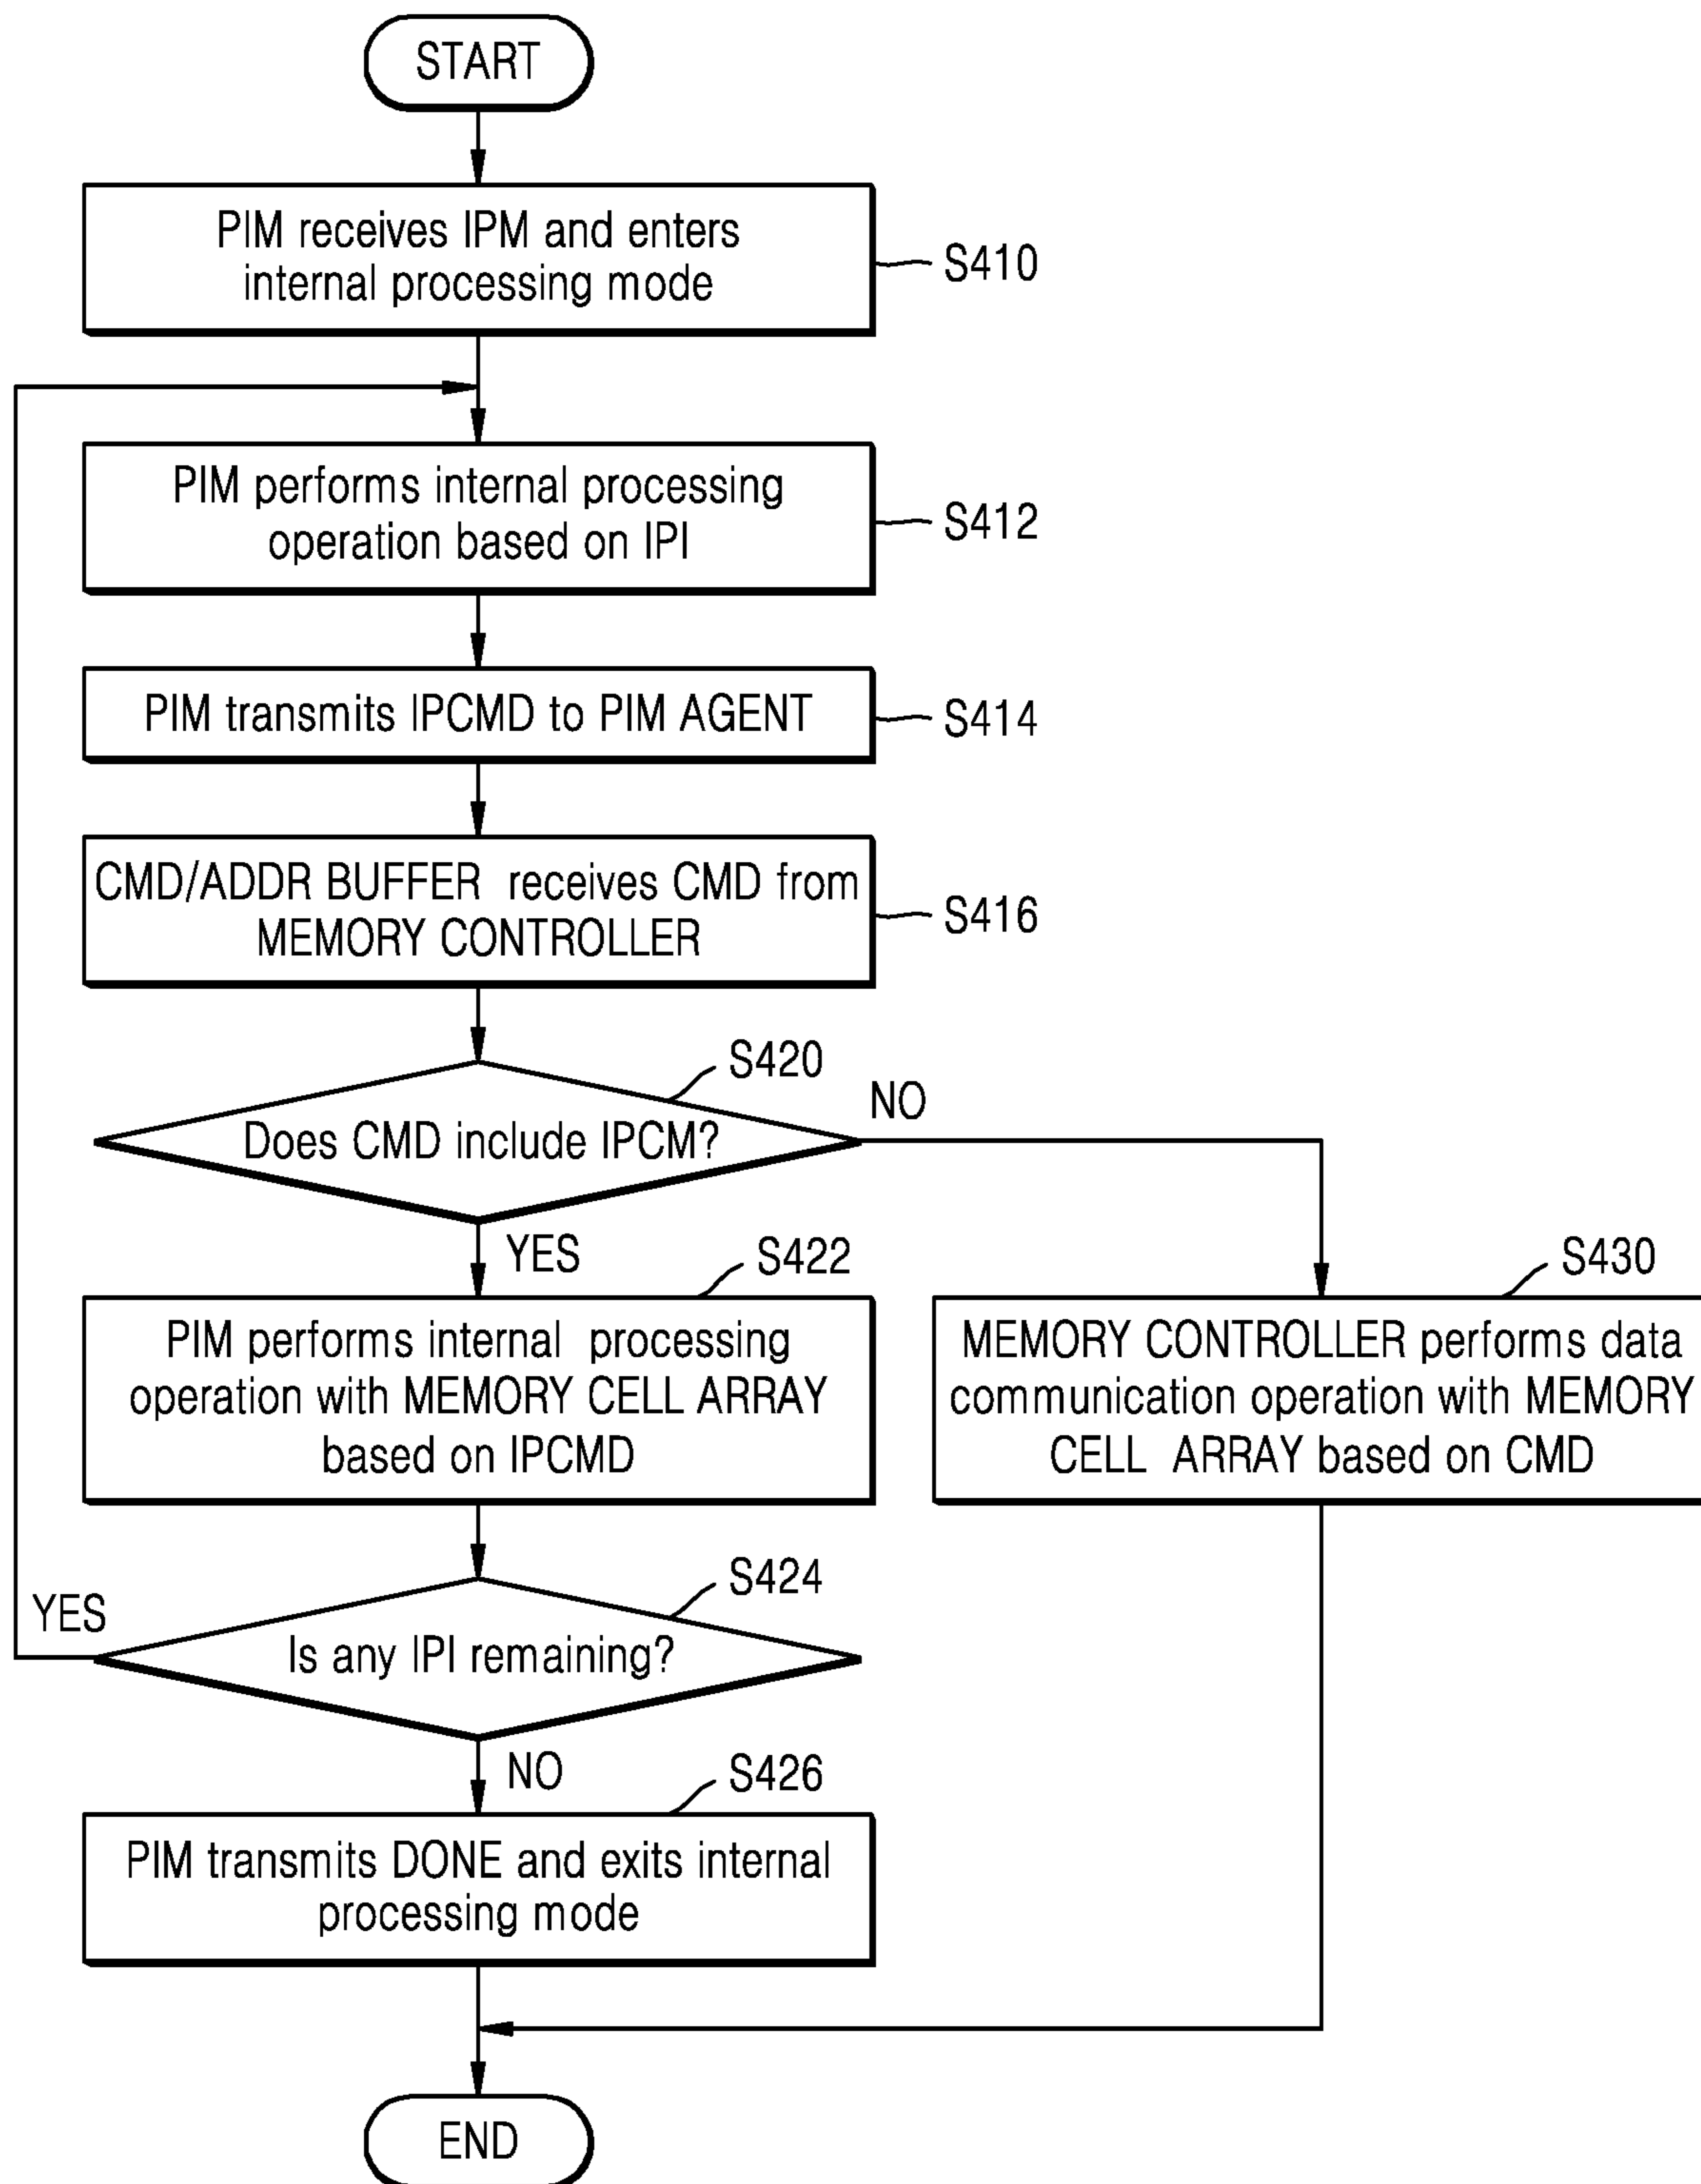 START
PIM receives IPM and enters
internal processing mode
S410
PIM performs internal processing
operation based on IPI
S412
PIM transmits IPCMD to PIM AGENT
S414
CMD/ADDR BUFFER receives CMD from
MEMORY CONTROLLER
S416
S420
Does CMD include IPCM?
NO
YES
S422
PIM performs internal processing
operation with MEMORY CELL ARRAY
based on IPCMD
S430
MEMORY CONTROLLER performs data
communication operation with MEMORY
CELL ARRAY based on CMD
S424
YES
Is any IPI remaining?
NO
S426
PIM transmits DONE and exits internal
processing mode
END